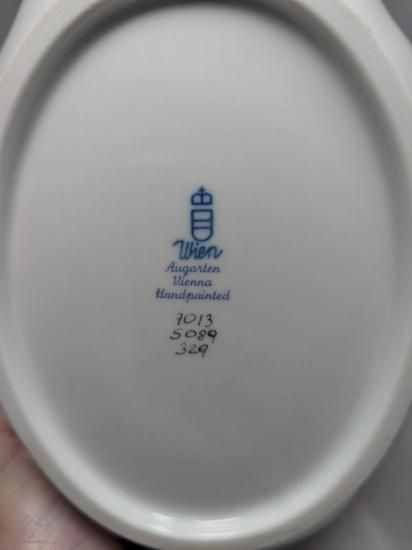 Wien
Augarten
Vienna
Handpainted
7013
5089
329